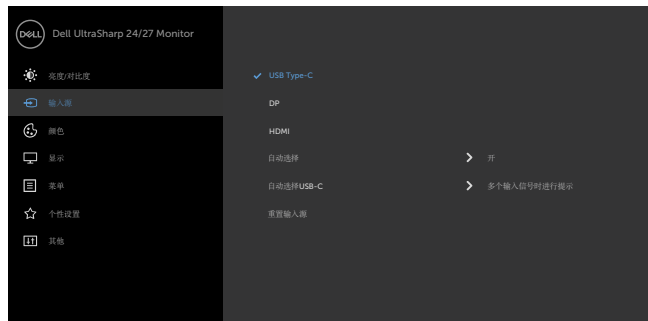 DELL
Dell UltraSharp 24/27 Monitor
亮度/对比度
USB Type-C
输入源
DP
颜色
HDMI
显示
自动选择
开
菜单
自动选择USB-C
多个输入信号时进行提示
个性设置
重置输入源
其他